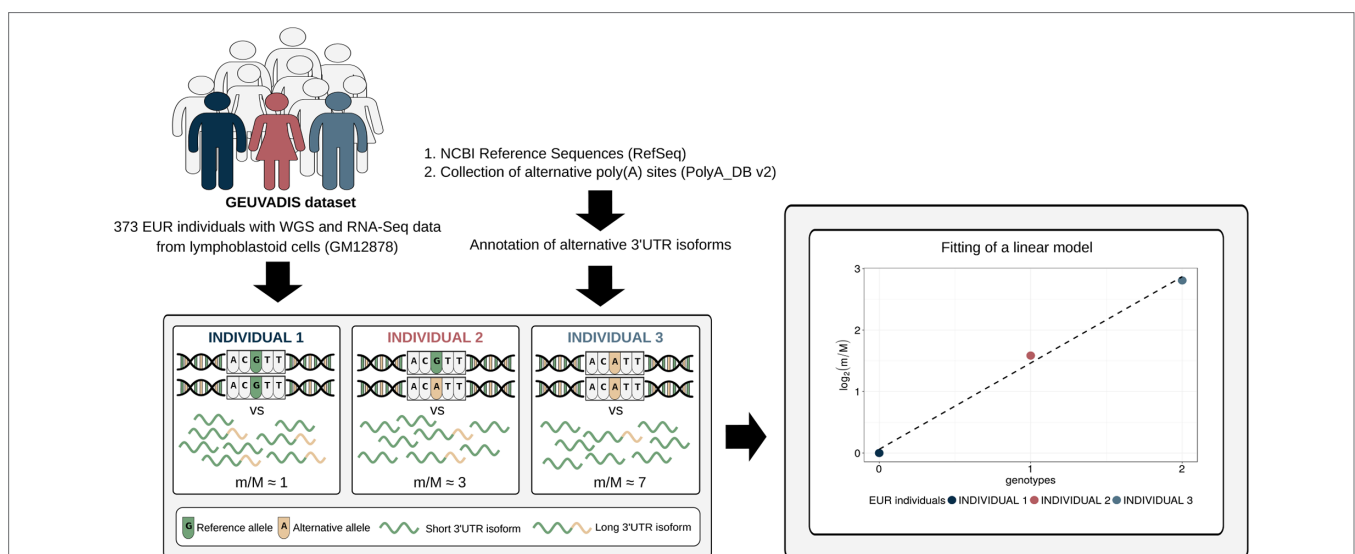 GEUVADIS dataset
373 EUR individuals with WGS and RNA-Seq data
from lymphoblastoid cells (GM12878)
1. NCBI Reference Sequences (RefSeq)
2. Collection of alternative poly(A) sites (PolyA_DB v2)
Annotation of alternative 3'UTR isoforms
INDIVIDUAL 1
A C G T T
A C G T T
vs
m/M ≈ 1
INDIVIDUAL 2
A C G T T
A C A T T
vs
m/M ≈ 3
INDIVIDUAL 3
A C A T T
A C A T T
vs
m/M ≈ 7
G Reference allele
A Alternative allele
Short 3'UTR isoform
Long 3'UTR isoform
Fitting of a linear model
log2(m/M)
3
2
1
0
0 1 2
genotypes
EUR individuals INDIVIDUAL 1 INDIVIDUAL 2 INDIVIDUAL 3